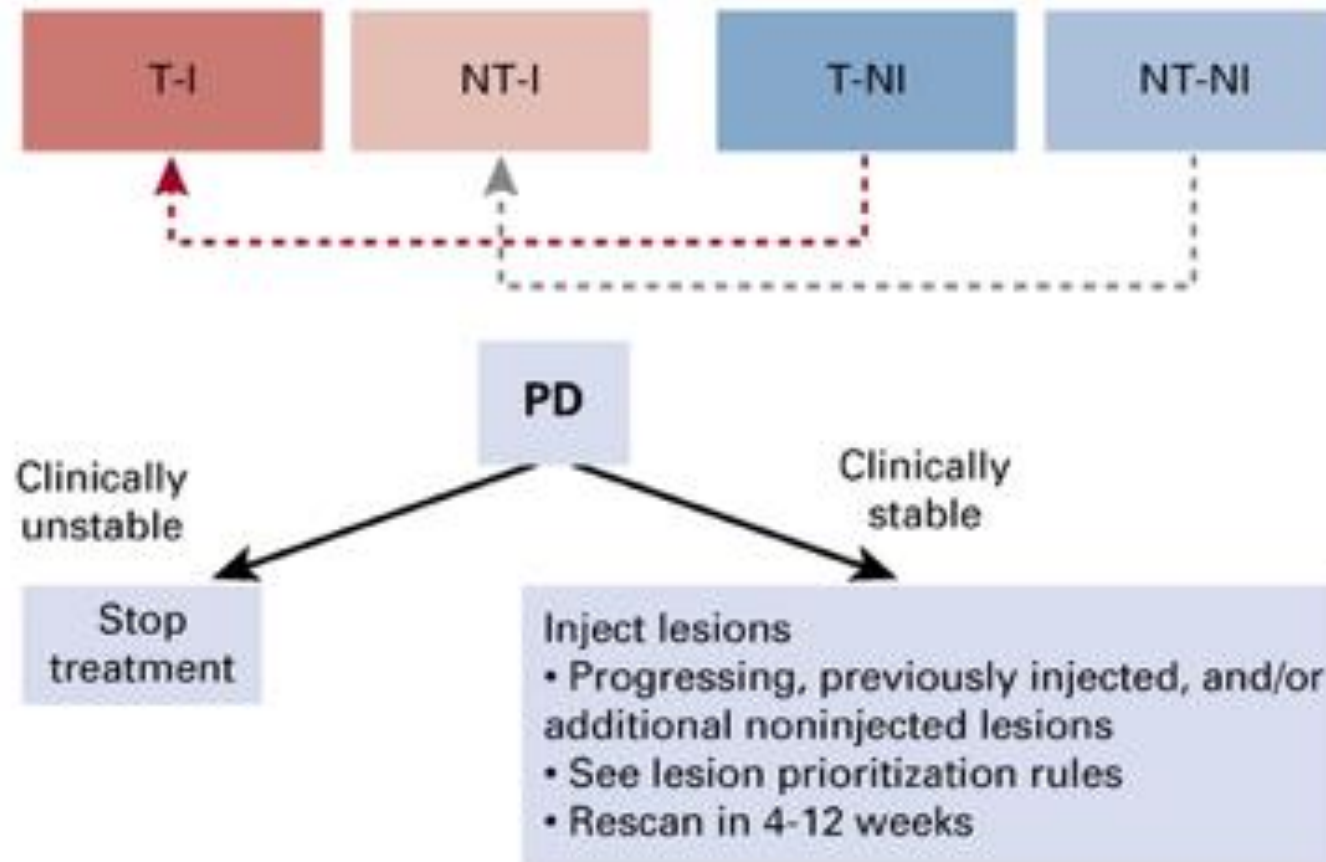 T-I
NT-I
T-NI
NT-NI
PD
Clinically
unstable
Clinically
stable
Stop
treatment
Inject lesions
• Progressing, previously injected, and/or
additional noninjected lesions
• See lesion prioritization rules
• Rescan in 4-12 weeks